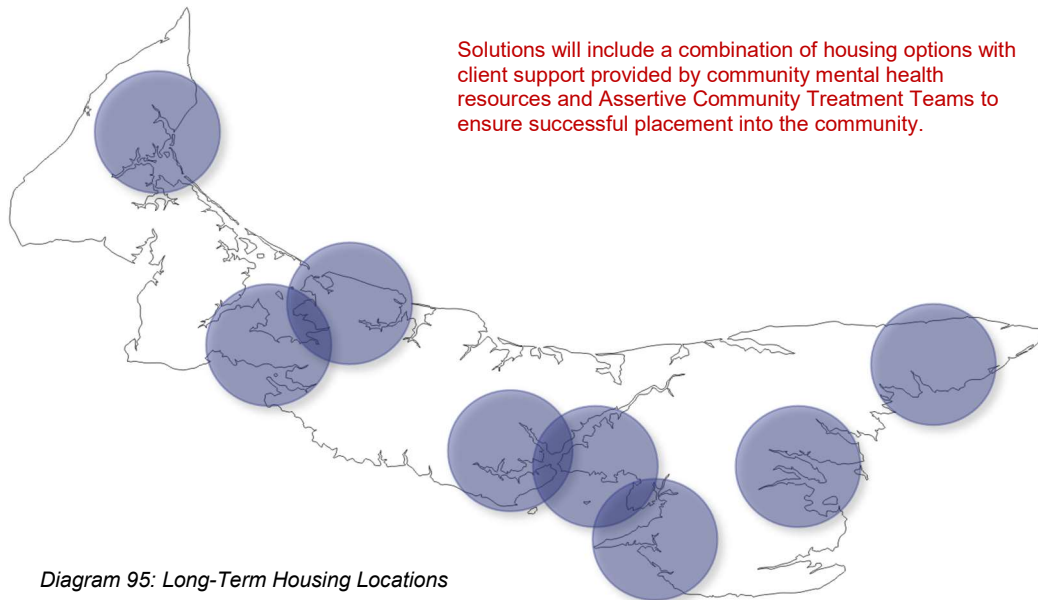 Solutions will include a combination of housing options with
client support provided by community mental health
resources and Assertive Community Treatment Teams to
ensure successful placement into the community.
Diagram 95: Long-Term Housing Locations